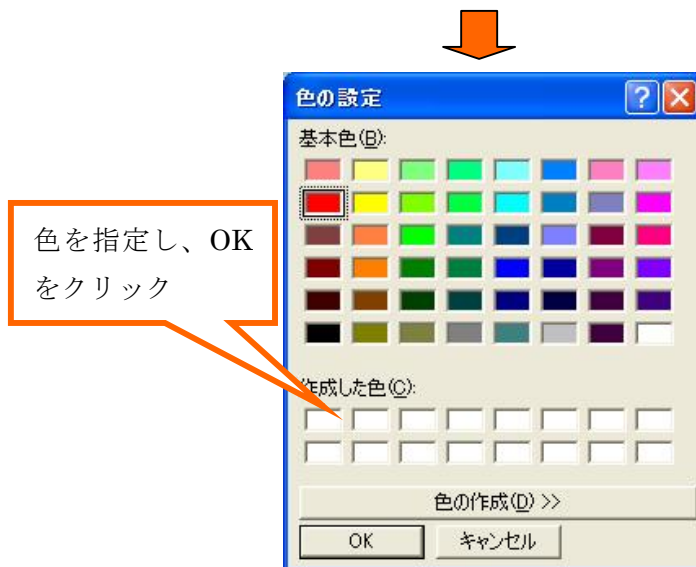 色の設定
基本色(B):
色を指定し、OK
をクリック
作成した色(C):
色の作成(D) >>
OK
キャンセル